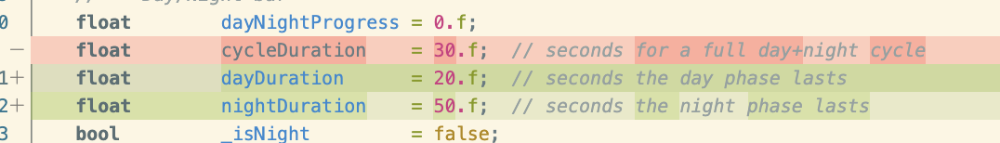 0 float dayNightProgress = 0.f;
− float cycleDuration = 30.f; // seconds for a full day+night cycle
1+ float dayDuration = 20.f; // seconds the day phase lasts
2+ float nightDuration = 50.f; // seconds the night phase lasts
3 bool _isNight = false;